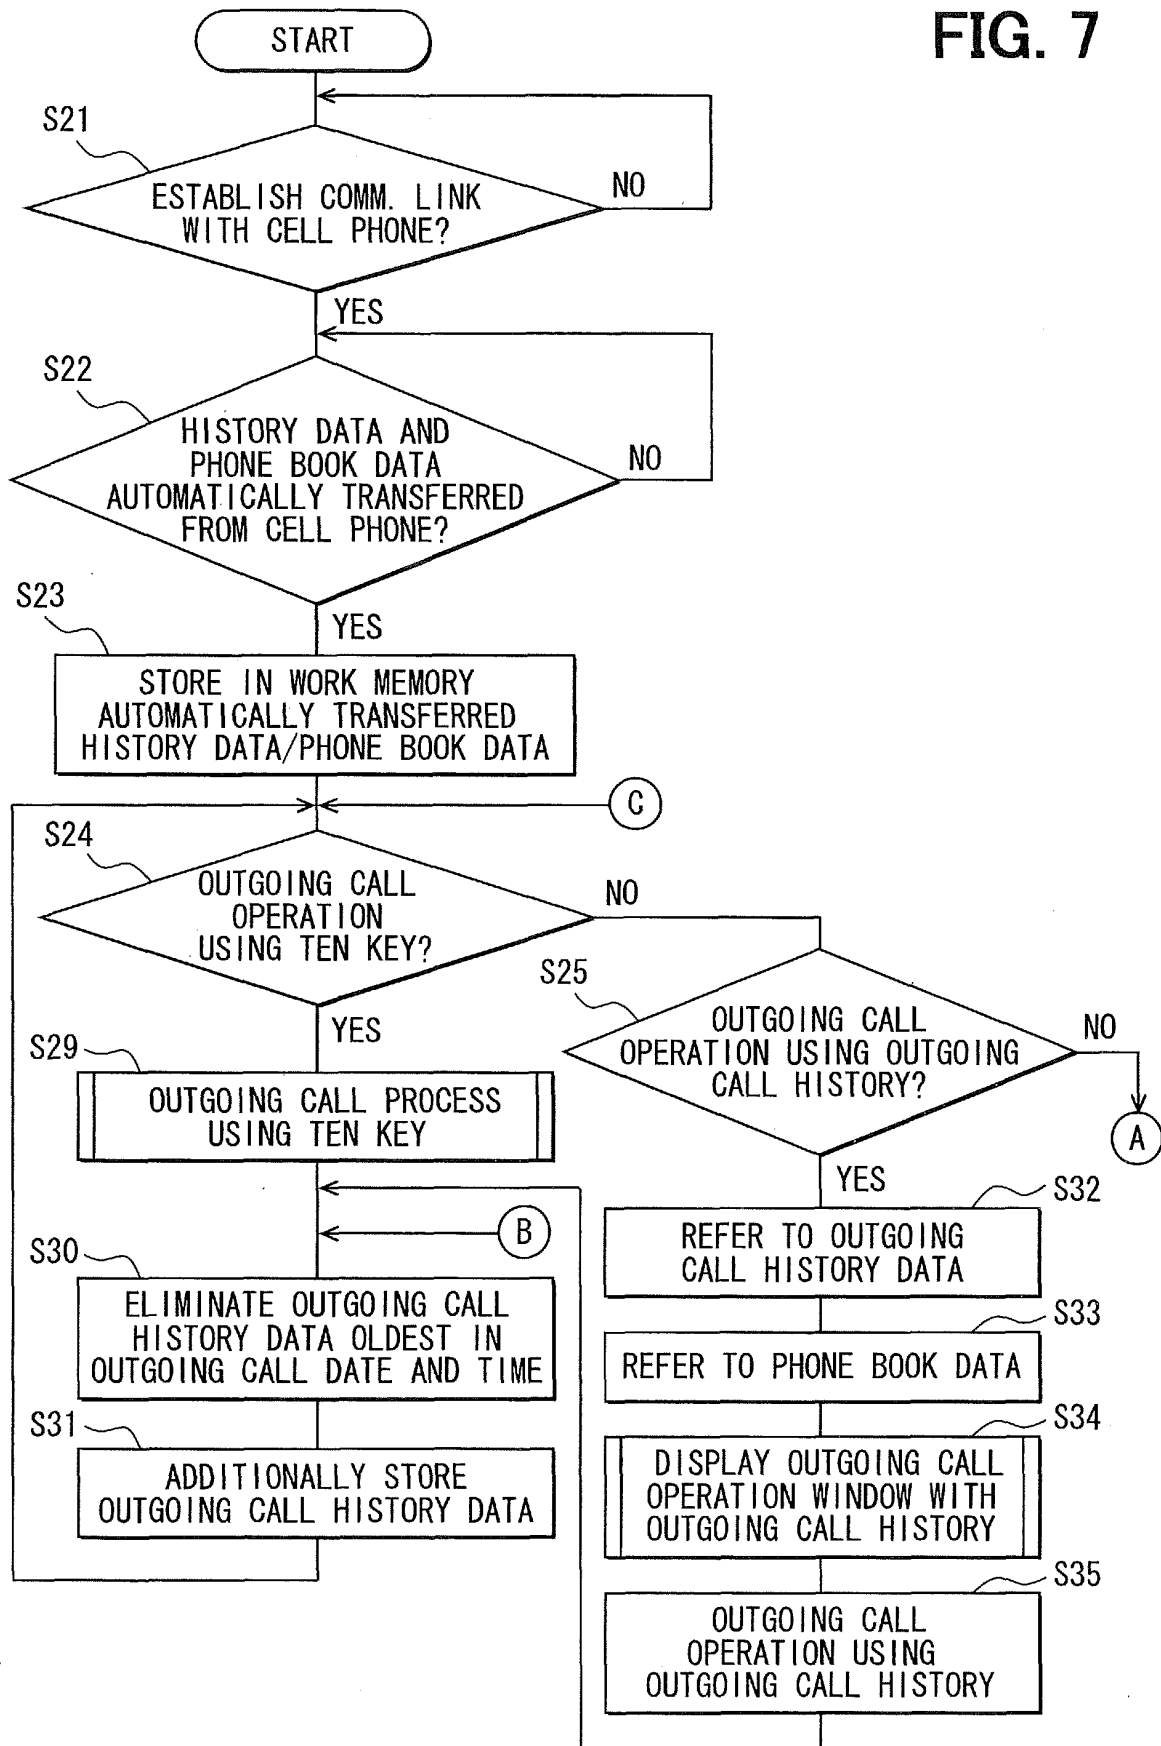 FIG. 7
START
S21
ESTABLISH COMM. LINK
WITH CELL PHONE?
NO
YES
S22
HISTORY DATA AND
PHONE BOOK DATA
AUTOMATICALLY TRANSFERRED
FROM CELL PHONE?
NO
YES
S23
STORE IN WORK MEMORY
AUTOMATICALLY TRANSFERRED
HISTORY DATA/PHONE BOOK DATA
C
S24
OUTGOING CALL
OPERATION
USING TEN KEY?
NO
YES
S25
OUTGOING CALL
OPERATION USING OUTGOING
CALL HISTORY?
NO
A
YES
S29
OUTGOING CALL PROCESS
USING TEN KEY
B
S30
ELIMINATE OUTGOING CALL
HISTORY DATA OLDEST IN
OUTGOING CALL DATE AND TIME
S31
ADDITIONALLY STORE
OUTGOING CALL HISTORY DATA
S32
REFER TO OUTGOING
CALL HISTORY DATA
S33
REFER TO PHONE BOOK DATA
S34
DISPLAY OUTGOING CALL
OPERATION WINDOW WITH
OUTGOING CALL HISTORY
S35
OUTGOING CALL
OPERATION USING
OUTGOING CALL HISTORY